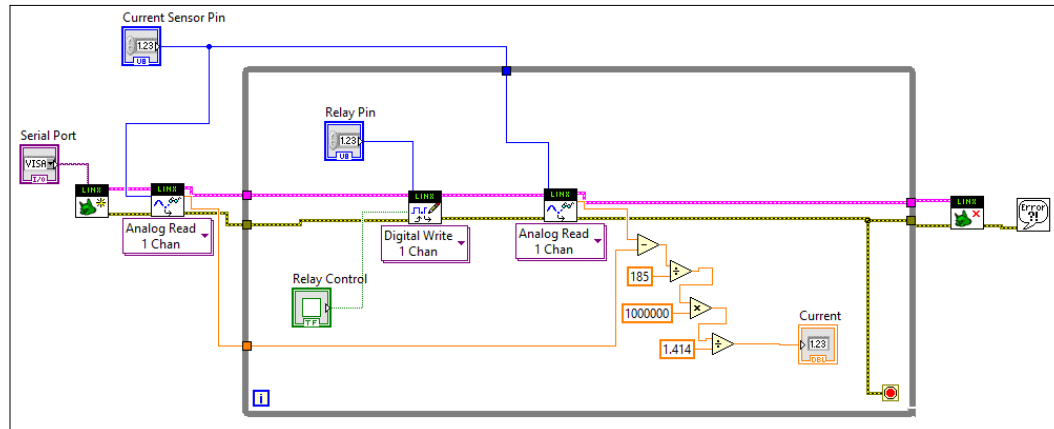 Current Sensor Pin
1.23
U8
Relay Pin
1.23
U8
Serial Port
VISA
I/O
LINX
LINX
Analog Read
1 Chan
LINX
Digital Write
1 Chan
LINX
Analog Read
1 Chan
LINX
Error
?!
Relay Control
TF
185
1000000
1.414
Current
1.23
DBL
i